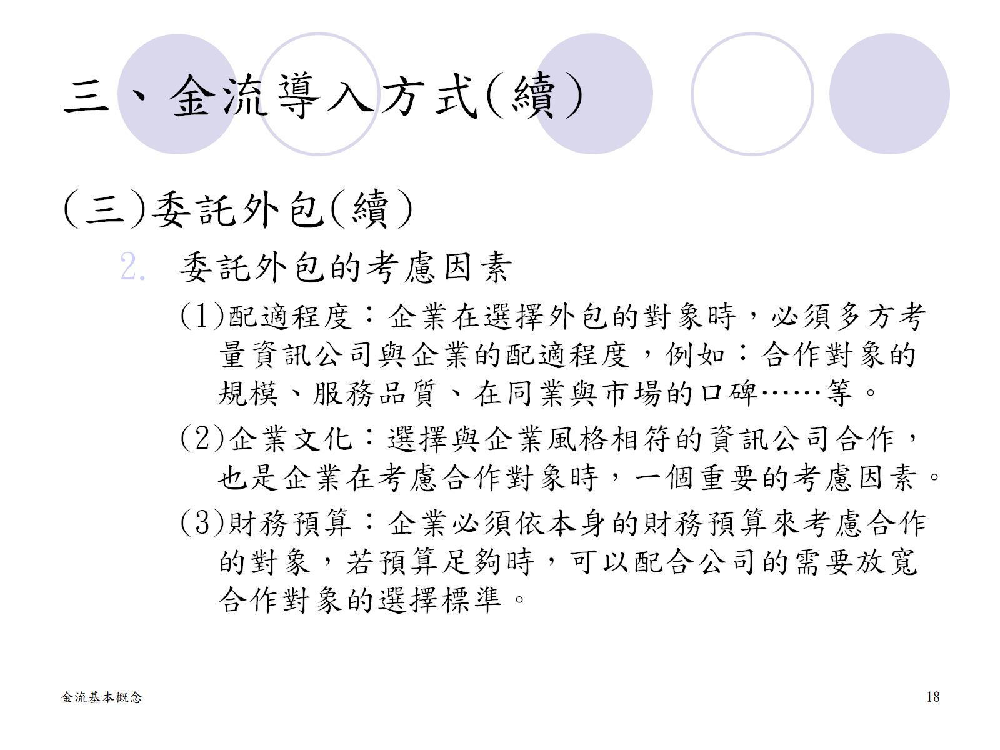 三、金流導入方式(續)
(三)委託外包(續)
2. 委託外包的考慮因素
(1)配適程度：企業在選擇外包的對象時，必須多方考
量資訊公司與企業的配適程度，例如：合作對象的
規模、服務品質、在同業與市場的口碑……等。
(2)企業文化：選擇與企業風格相符的資訊公司合作，
也是企業在考慮合作對象時，一個重要的考慮因素。
(3)財務預算：企業必須依本身的財務預算來考慮合作
的對象，若預算足夠時，可以配合公司的需要放寬
合作對象的選擇標準。
金流基本概念
18